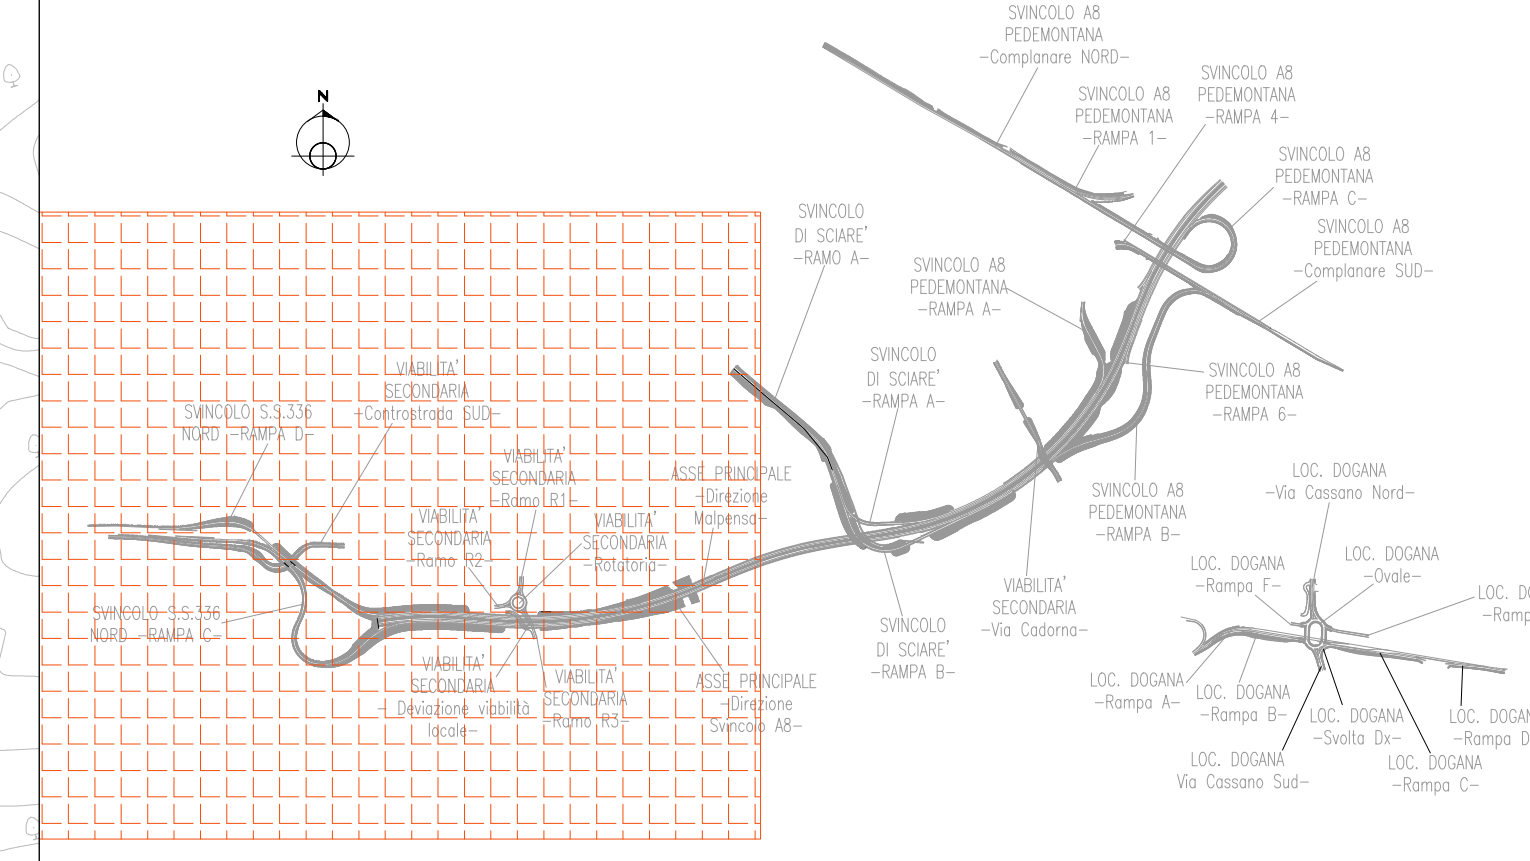 SVINCOLO A8
PEDEMONTANA
-Complanare NORD-
SVINCOLO A8
PEDEMONTANA
-RAMPA 4-
SVINCOLO A8
PEDEMONTANA
-RAMPA 1-
N
SVINCOLO A8
PEDEMONTANA
-RAMPA C-
SVINCOLO
DI SCIARE'
-RAMO A-
SVINCOLO A8
PEDEMONTANA
-Complanare SUD-
SVINCOLO A8
PEDEMONTANA
-RAMPA A-
SVINCOLO
DI SCIARE'
-RAMPA A-
VIABILITA'
SECONDARIA
-Controstrada SUD-
SVINCOLO A8
PEDEMONTANA
-RAMPA 6-
SVINCOLO S.S.336
NORD -RAMPA D-
VIABILITA'
SECONDARIA
-Ramo R1-
ASSE PRINCIPALE
-Direzione
Malpensa-
LOC. DOGANA
-Via Cassano Nord-
SVINCOLO A8
PEDEMONTANA
-RAMPA B-
VIABILITA'
SECONDARIA
-Ramo R2-
VIABILITA'
SECONDARIA
-Rotatoria-
LOC. DOGANA
-Ovale-
LOC. DOGANA
-Rampa F-
VIABILITA'
SECONDARIA
-Via Cadorna-
LOC. DO
-Ramp
SVINCOLO S.S.336
NORD -RAMPA C-
SVINCOLO
DI SCIARE'
-RAMPA B-
VIABILITA'
SECONDARIA
- Deviazione viabilità
locale-
VIABILITA'
SECONDARIA
-Ramo R3-
ASSE PRINCIPALE
-Direzione
Svincolo A8-
LOC. DOGANA
-Rampa A-
LOC. DOGANA
-Rampa B-
LOC. DOGANA
-Svolta Dx-
LOC. DOGAN
-Rampa D
LOC. DOGANA
Via Cassano Sud-
LOC. DOGANA
-Rampa C-